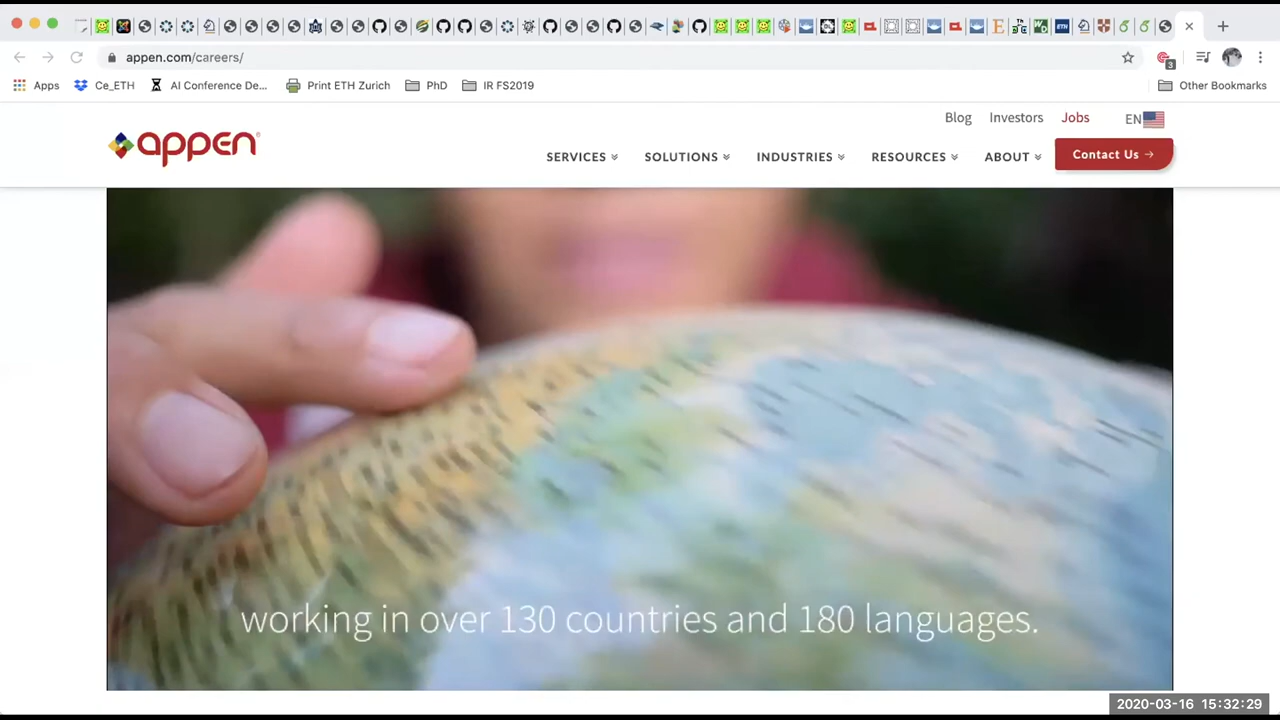 appen.com/careers/
3
Apps Ce_ETH AI Conference De... Print ETH Zurich PhD IR FS2019 Other Bookmarks
Blog Investors Jobs EN
appen
SERVICES SOLUTIONS INDUSTRIES RESOURCES ABOUT Contact Us →
working in over 130 countries and 180 languages.
2020-03-16 15:32:29